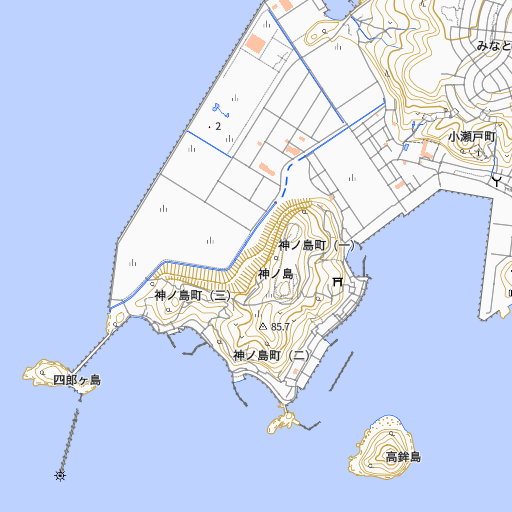 みなと
2
小瀬戸町
神ノ島町（一）
神ノ島
神ノ島町（三）
85.7
神ノ島町（二）
四郎ヶ島
高鉾島